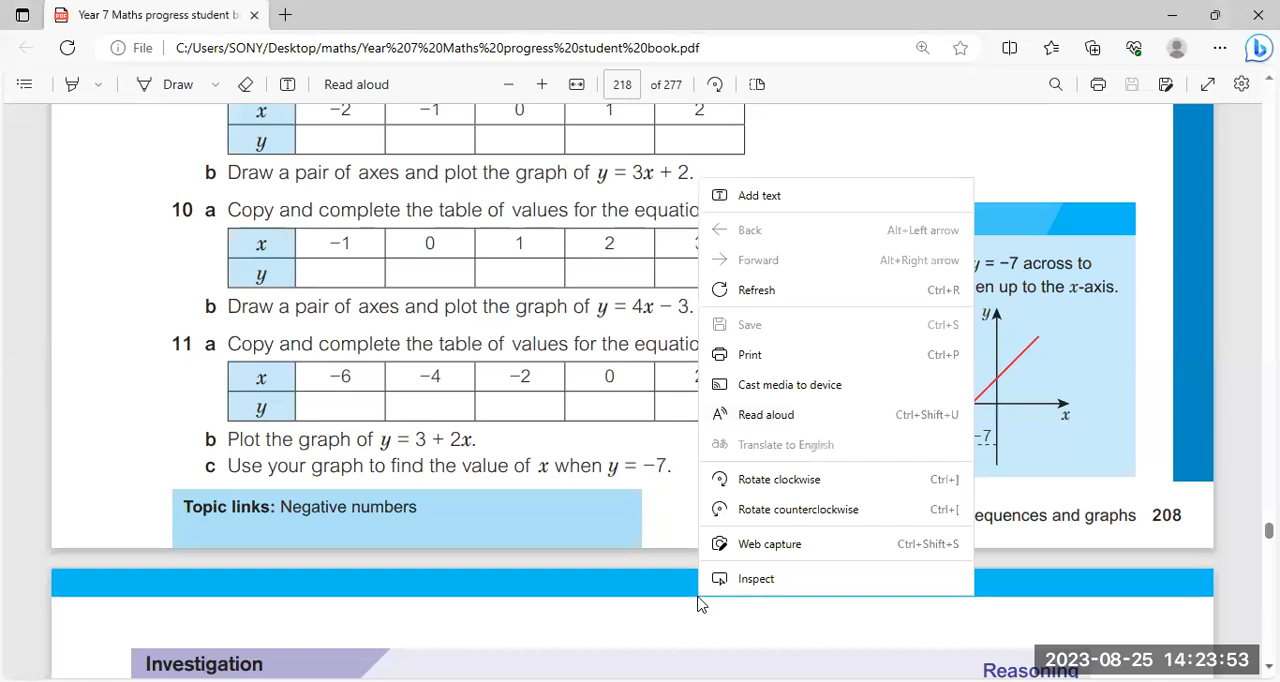 Year 7 Maths progress student b
File C:/Users/SONY/Desktop/maths/Year%207%20Maths%20progress%20student%20book.pdf
Draw Read aloud 218 of 277
x −2 −1 0 1 2
y
b Draw a pair of axes and plot the graph of y = 3x + 2.
10 a Copy and complete the table of values for the equatio
x −1 0 1 2
y
b Draw a pair of axes and plot the graph of y = 4x − 3.
11 a Copy and complete the table of values for the equatio
x −6 −4 −2 0
y
b Plot the graph of y = 3 + 2x.
c Use your graph to find the value of x when y = −7.
Topic links: Negative numbers
Add text
Back Alt+Left arrow
Forward Alt+Right arrow
Refresh Ctrl+R
Save Ctrl+S
Print Ctrl+P
Cast media to device
Read aloud Ctrl+Shift+U
Translate to English
Rotate clockwise Ctrl+]
Rotate counterclockwise Ctrl+[
Web capture Ctrl+Shift+S
Inspect
y = −7 across to
en up to the x-axis.
y
x
−7
equences and graphs 208
Investigation
Reasoning
2023-08-25 14:23:53